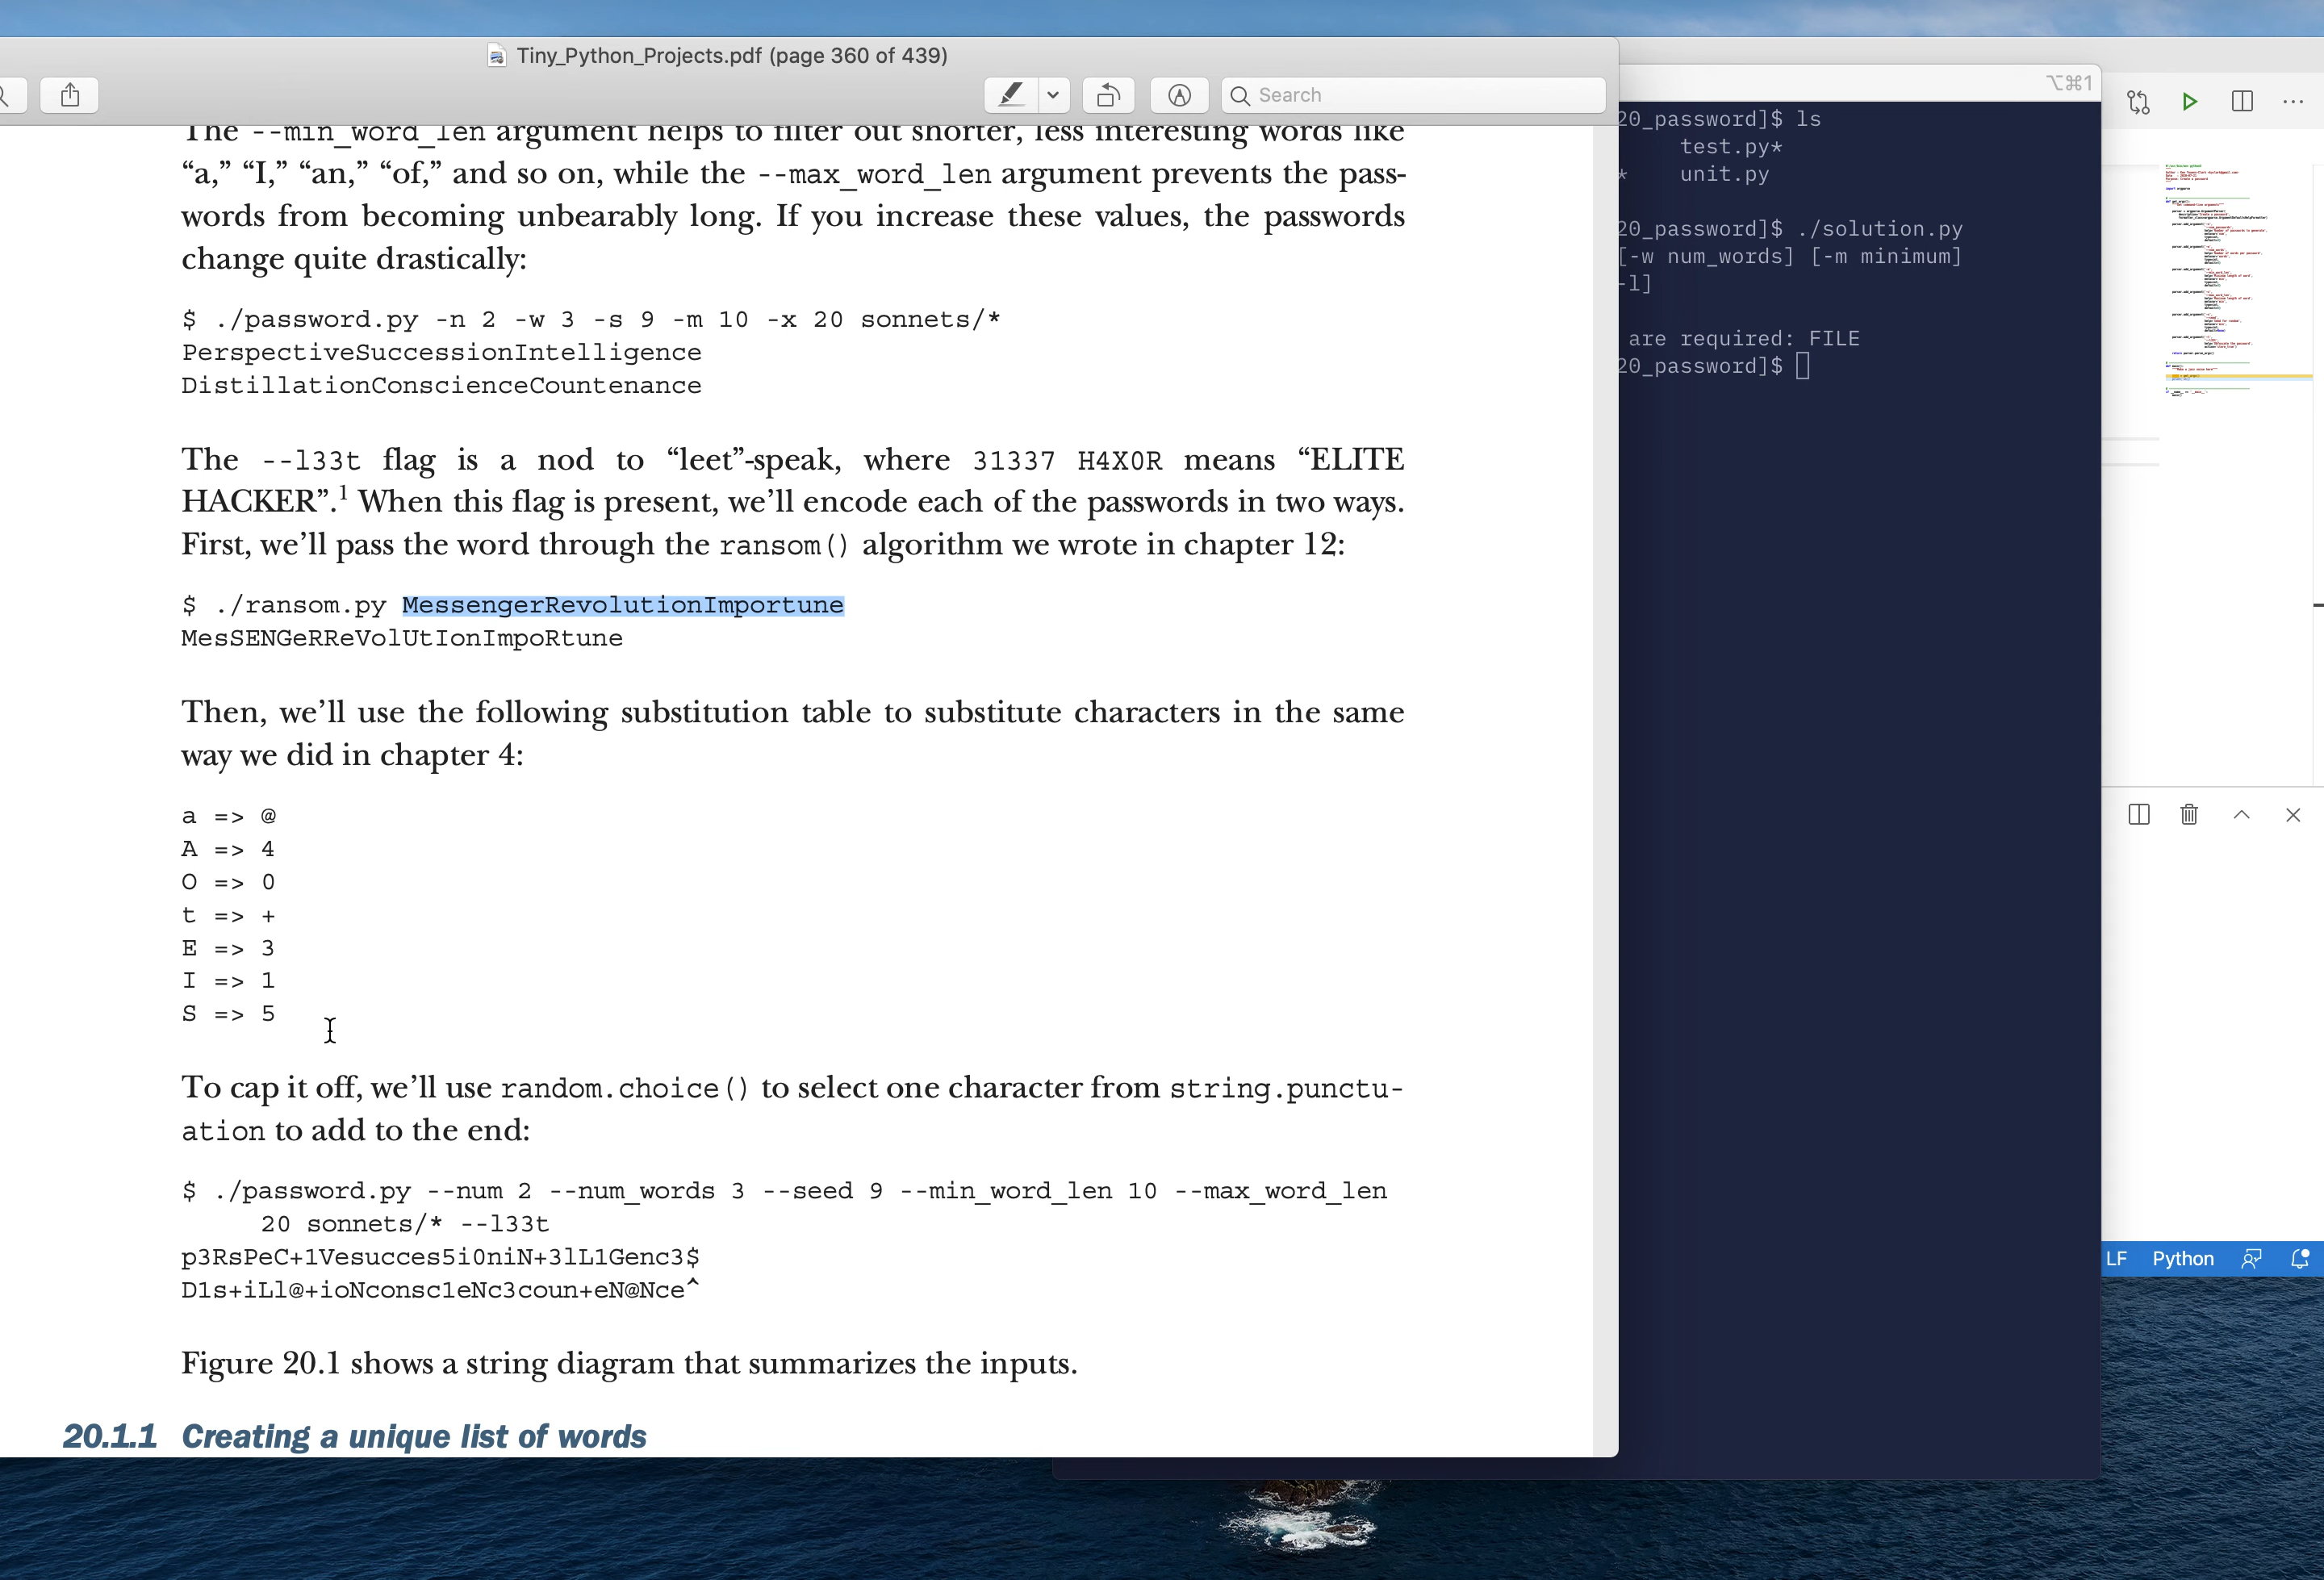 Tiny_Python_Projects.pdf (page 360 of 439)
Search
The --min_word_len argument helps to filter out shorter, less interesting words like
“a,” “I,” “an,” “of,” and so on, while the --max_word_len argument prevents the pass-
words from becoming unbearably long. If you increase these values, the passwords
change quite drastically:
$ ./password.py -n 2 -w 3 -s 9 -m 10 -x 20 sonnets/*
PerspectiveSuccessionIntelligence
DistillationConscienceCountenance
The --l33t flag is a nod to “leet”-speak, where 31337 H4X0R means “ELITE
HACKER”.1 When this flag is present, we’ll encode each of the passwords in two ways.
First, we’ll pass the word through the ransom() algorithm we wrote in chapter 12:
$ ./ransom.py MessengerRevolutionImportune
MesSENGeRReVolUtIonImpoRtune
Then, we’ll use the following substitution table to substitute characters in the same
way we did in chapter 4:
a => @
A => 4
O => 0
t => +
E => 3
I => 1
S => 5
To cap it off, we’ll use random.choice() to select one character from string.punctu-
ation to add to the end:
$ ./password.py --num 2 --num_words 3 --seed 9 --min_word_len 10 --max_word_len
20 sonnets/* --l33t
p3RsPeC+1Vesucces5i0niN+3lL1Genc3$
D1s+iLl@+ioNconsc1eNc3coun+eN@Nce^
Figure 20.1 shows a string diagram that summarizes the inputs.
20.1.1 Creating a unique list of words
⌥⌘1
20_password]$ ls
test.py*
* unit.py
20_password]$ ./solution.py
[-w num_words] [-m minimum]
-l]
are required: FILE
20_password]$
LF Python